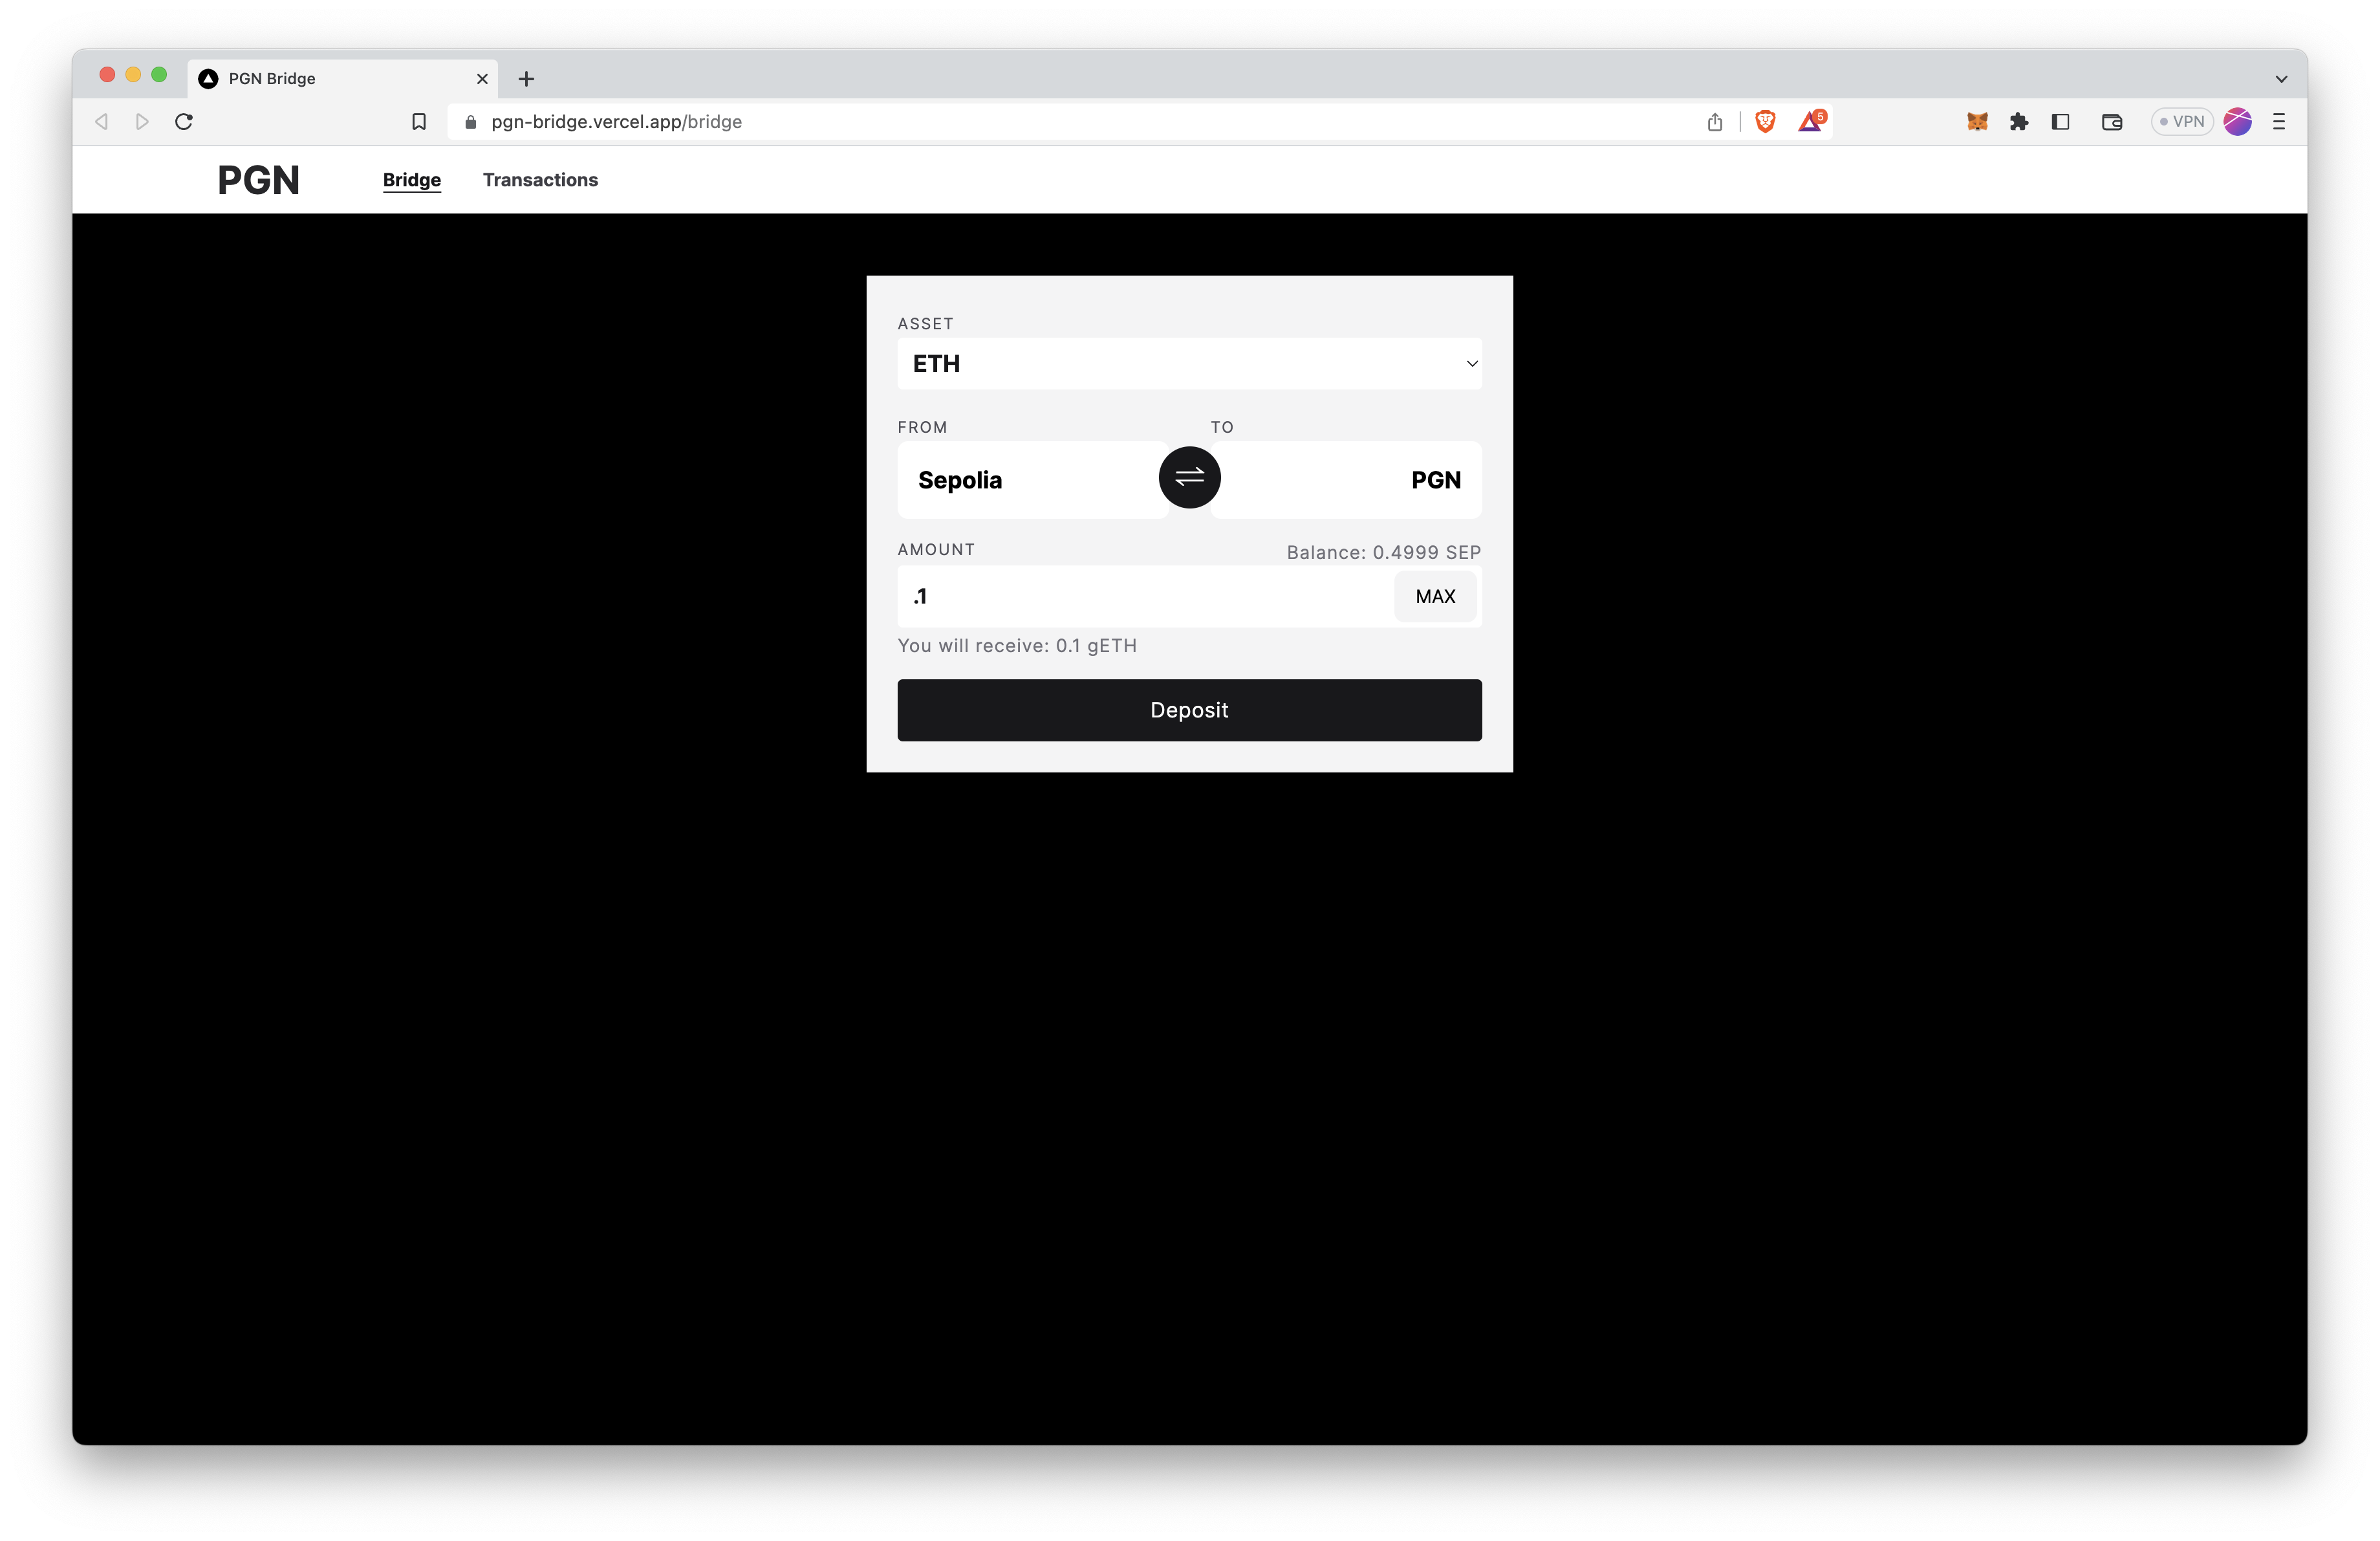 PGN Bridge
pgn-bridge.vercel.app/bridge
5
VPN
PGN
Bridge
Transactions
ASSET
ETH
FROM
TO
Sepolia
PGN
AMOUNT
Balance: 0.4999 SEP
.1
MAX
You will receive: 0.1 gETH
Deposit